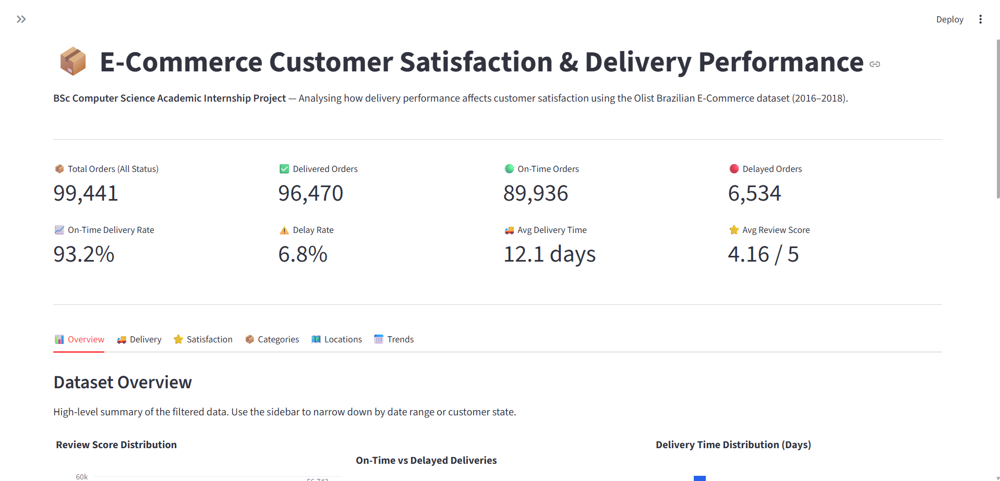 Deploy
E-Commerce Customer Satisfaction & Delivery Performance
BSc Computer Science Academic Internship Project — Analysing how delivery performance affects customer satisfaction using the Olist Brazilian E-Commerce dataset (2016–2018).
Total Orders (All Status)
99,441
Delivered Orders
96,470
On-Time Orders
89,936
Delayed Orders
6,534
On-Time Delivery Rate
93.2%
Delay Rate
6.8%
Avg Delivery Time
12.1 days
Avg Review Score
4.16 / 5
Overview
Delivery
Satisfaction
Categories
Locations
Trends
Dataset Overview
High-level summary of the filtered data. Use the sidebar to narrow down by date range or customer state.
Review Score Distribution
60k
On-Time vs Delayed Deliveries
Delivery Time Distribution (Days)